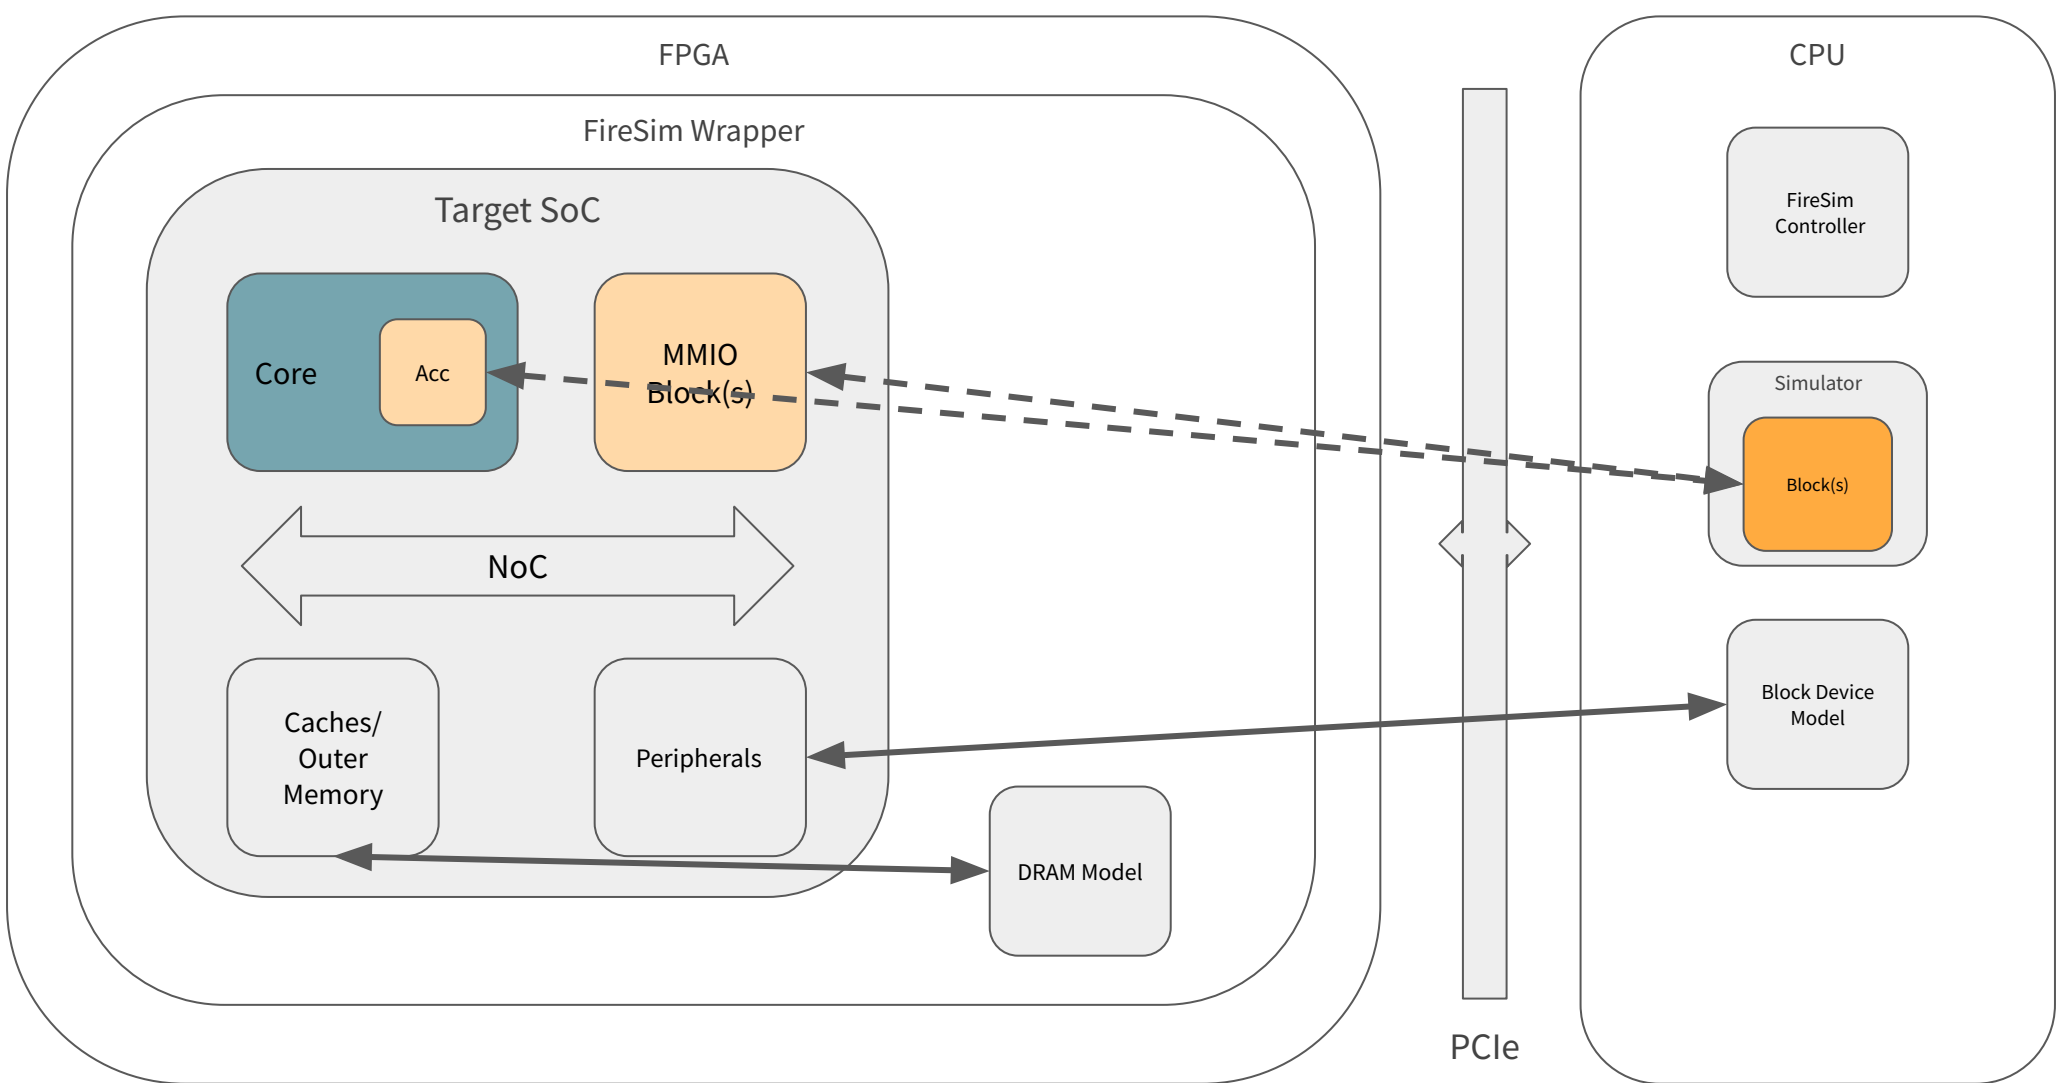 FPGA
FireSim Wrapper
Target SoC
Core
Acc
MMIO
Block(s)
NoC
Caches/
Outer
Memory
Peripherals
DRAM Model
PCIe
CPU
FireSim
Controller
Simulator
Block(s)
Block Device
Model